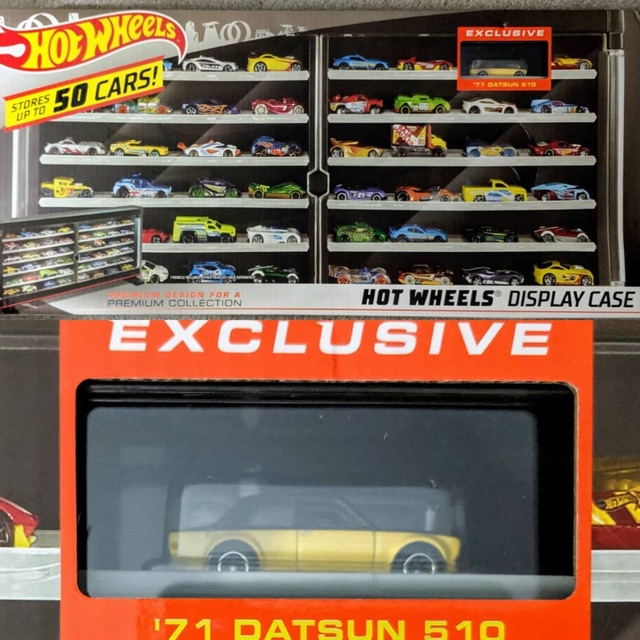 HOT WHEELS
STORES
UP TO 50 CARS!
EXCLUSIVE
'71 DATSUN 510
PREMIUM DESIGN FOR A
PREMIUM COLLECTION
HOT WHEELS® DISPLAY CASE
EXCLUSIVE
'71 DATSUN 510